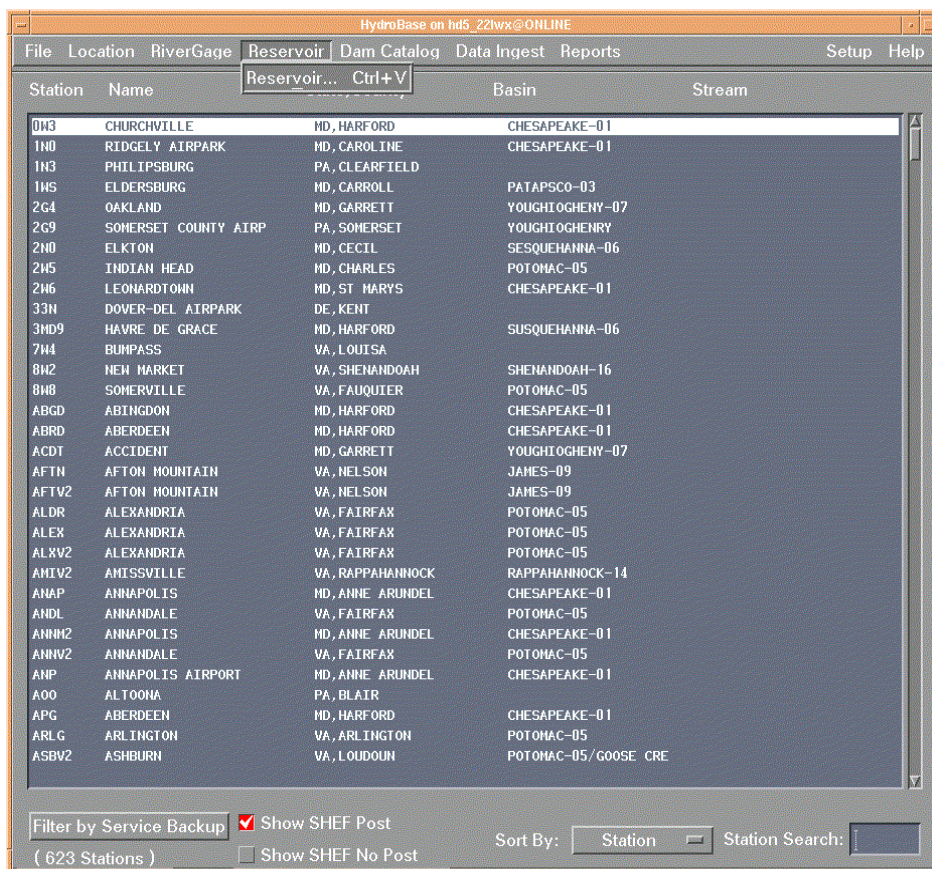 HydroBase on hd5_22lwx@ONLINE
File Location RiverGage Reservoir Dam Catalog Data Ingest Reports Setup Help
Reservoir... Ctrl+V
Station Name Basin Stream
0W3 CHURCHVILLE MD,HARFORD CHESAPEAKE-01
1N0 RIDGELY AIRPARK MD,CAROLINE CHESAPEAKE-01
1N3 PHILIPSBURG PA,CLEARFIELD
1WS ELDERSBURG MD,CARROLL PATAPSCO-03
2G4 OAKLAND MD,GARRETT YOUGHIOGHENY-07
2G9 SOMERSET COUNTY AIRP PA,SOMERSET YOUGHIOGHENRY
2N0 ELKTON MD,CECIL SESQUEHANNA-06
2W5 INDIAN HEAD MD,CHARLES POTOMAC-05
2W6 LEONARDTOWN MD,ST MARYS CHESAPEAKE-01
33N DOVER-DEL AIRPARK DE,KENT
3MD9 HAVRE DE GRACE MD,HARFORD SUSQUEHANNA-06
7W4 BUMPASS VA,LOUISA
8W2 NEW MARKET VA,SHENANDOAH SHENANDOAH-16
8W8 SOMERVILLE VA,FAUQUIER POTOMAC-05
ABGD ABINGDON MD,HARFORD CHESAPEAKE-01
ABRD ABERDEEN MD,HARFORD CHESAPEAKE-01
ACDT ACCIDENT MD,GARRETT YOUGHIOGHENY-07
AFTN AFTON MOUNTAIN VA,NELSON JAMES-09
AFTV2 AFTON MOUNTAIN VA,NELSON JAMES-09
ALDR ALEXANDRIA VA,FAIRFAX POTOMAC-05
ALEX ALEXANDRIA VA,FAIRFAX POTOMAC-05
ALXV2 ALEXANDRIA VA,FAIRFAX POTOMAC-05
AMIV2 AMISSVILLE VA,RAPPAHANNOCK RAPPAHANNOCK-14
ANAP ANNAPOLIS MD,ANNE ARUNDEL CHESAPEAKE-01
ANDL ANNANDALE VA,FAIRFAX POTOMAC-05
ANNM2 ANNAPOLIS MD,ANNE ARUNDEL CHESAPEAKE-01
ANNV2 ANNANDALE VA,FAIRFAX POTOMAC-05
ANP ANNAPOLIS AIRPORT MD,ANNE ARUNDEL CHESAPEAKE-01
AOO ALTOONA PA,BLAIR
APG ABERDEEN MD,HARFORD CHESAPEAKE-01
ARLG ARLINGTON VA,ARLINGTON POTOMAC-05
ASBV2 ASHBURN VA,LOUDOUN POTOMAC-05/GOOSE CRE
Filter by Service Backup Show SHEF Post
Sort By: Station Station Search:
( 623 Stations ) Show SHEF No Post